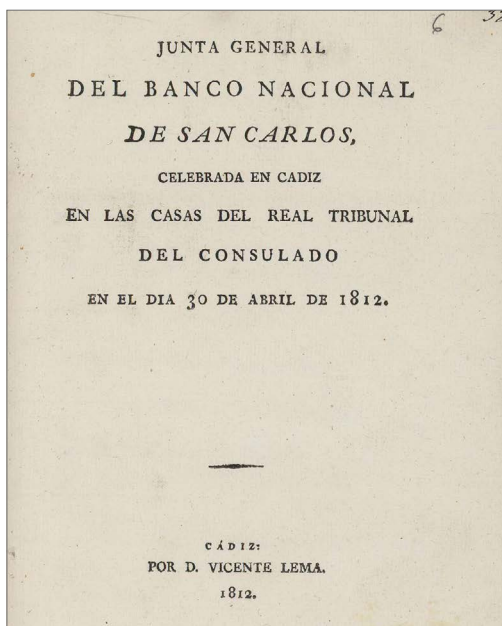 6
JUNTA GENERAL
DEL BANCO NACIONAL
DE SAN CARLOS,
CELEBRADA EN CADIZ
EN LAS CASAS DEL REAL TRIBUNAL
DEL CONSULADO
EN EL DIA 30 DE ABRIL DE 1812.
CÁDIZ:
POR D. VICENTE LEMA.
1812.